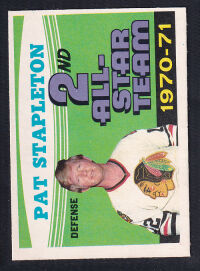 PAT STAPLETON
2ND
ALL-
STAR
TEAM
1970-71
DEFENSE